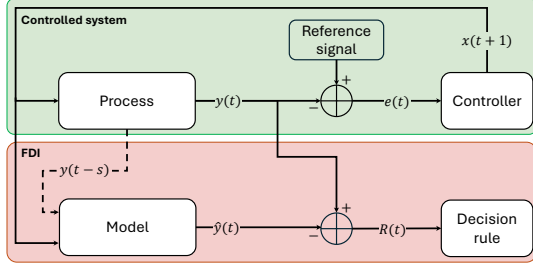 Controlled system
Reference
signal
x(t + 1)
+
Process
y(t)
−
e(t)
Controller
FDI
y(t − s)
+
Model
ŷ(t)
−
R(t)
Decision
rule